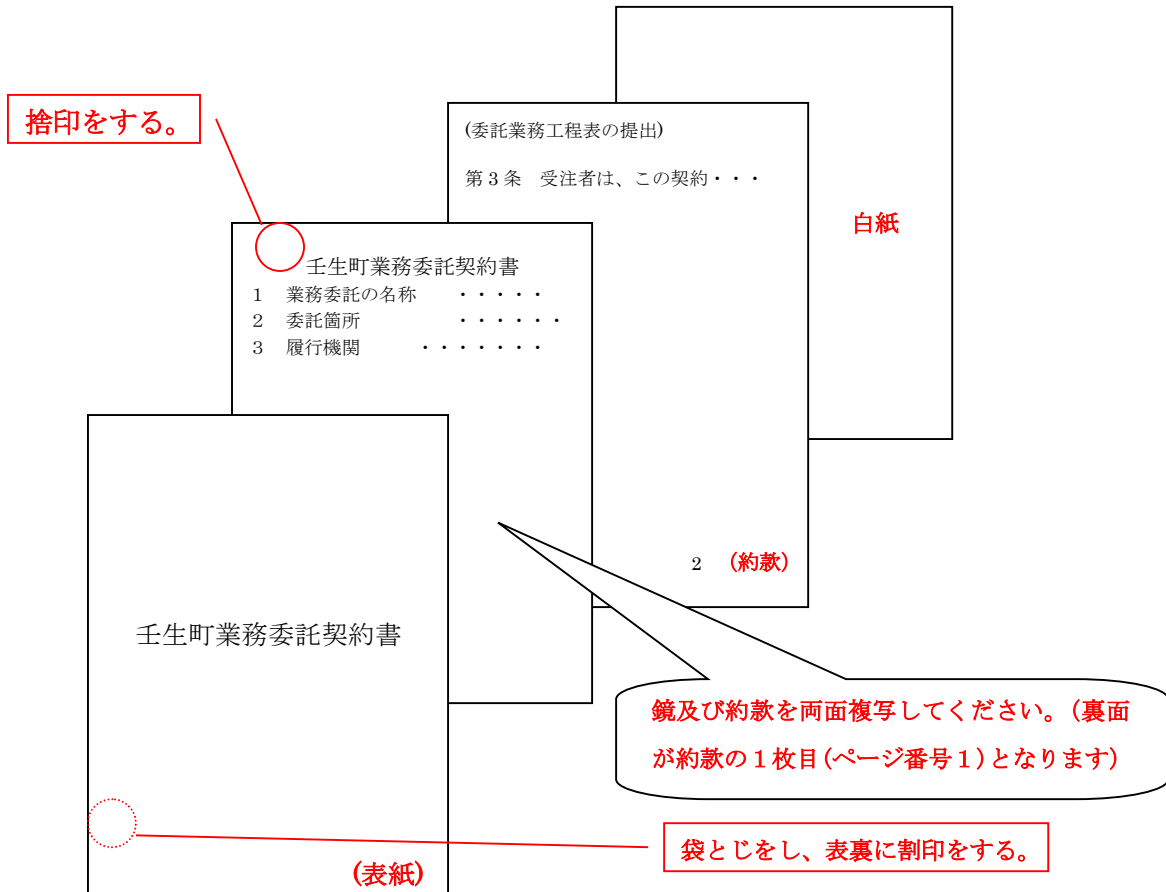 捨印をする。
(委託業務工程表の提出)
第3条　受注者は、この契約・・・
白紙
壬生町業務委託契約書
1　業務委託の名称　・・・・・
2　委託箇所　・・・・・・
3　履行機関　・・・・・・・
2　(約款)
壬生町業務委託契約書
鏡及び約款を両面複写してください。(裏面
が約款の１枚目(ページ番号１)となります)
袋とじをし、表裏に割印をする。
(表紙)